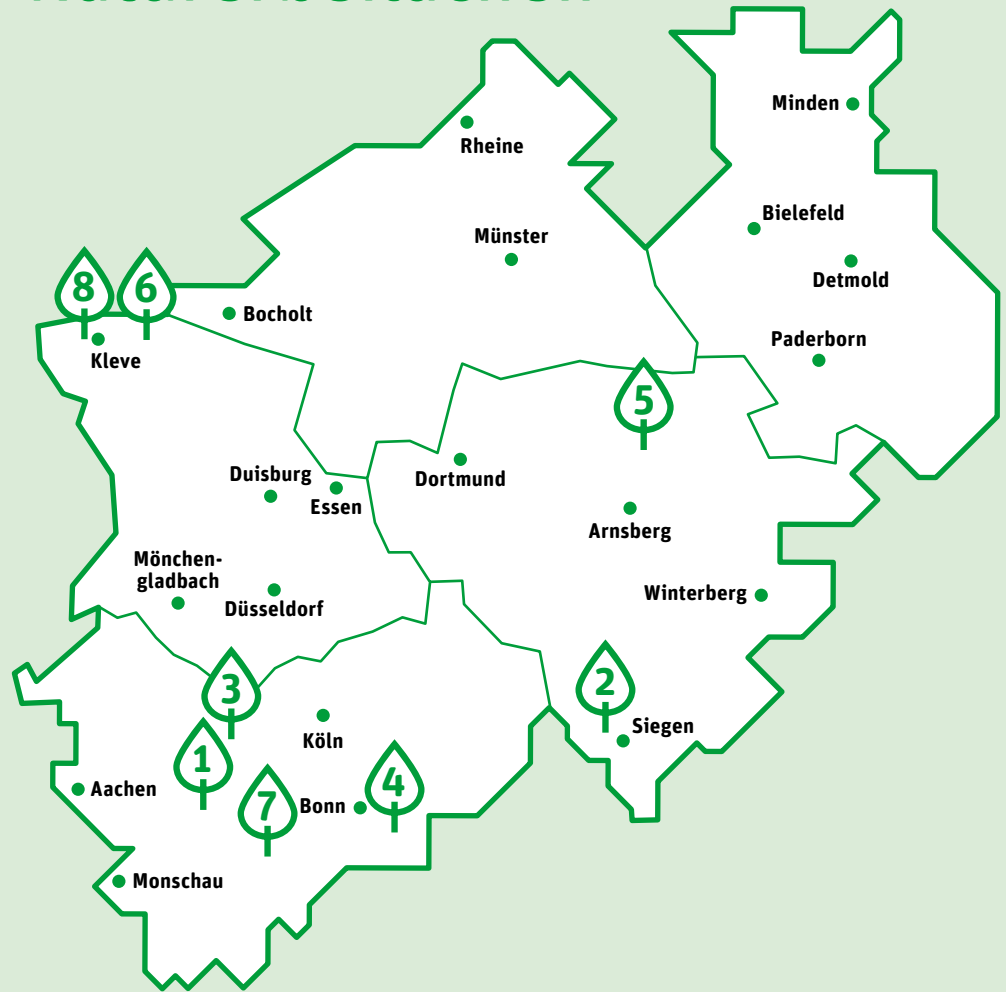 Minden
Rheine
Bielefeld
Münster
Detmold
8
6
Bocholt
Kleve
Paderborn
5
Duisburg
Dortmund
Essen
Arnsberg
Mönchen-
gladbach
Düsseldorf
Winterberg
3
2
Köln
Siegen
1
Aachen
7
Bonn
4
Monschau